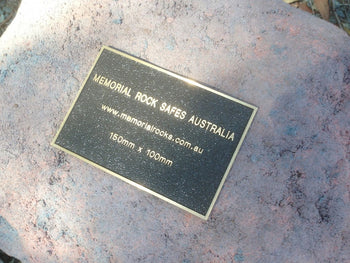 MEMORIAL ROCK SAFES AUSTRALIA
www.memorialrocks.com.au
150mm x 100mm